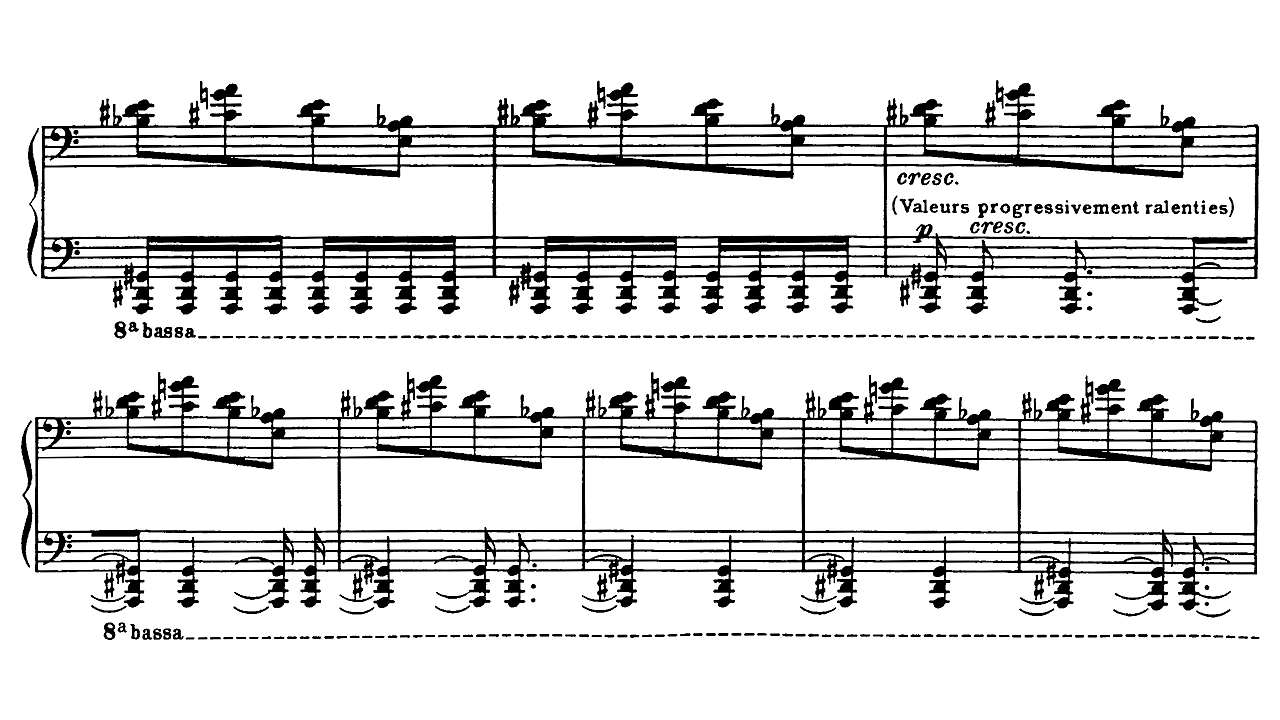 cresc.
(Valeurs progressivement ralenties)
p cresc.
8a bassa
8a bassa